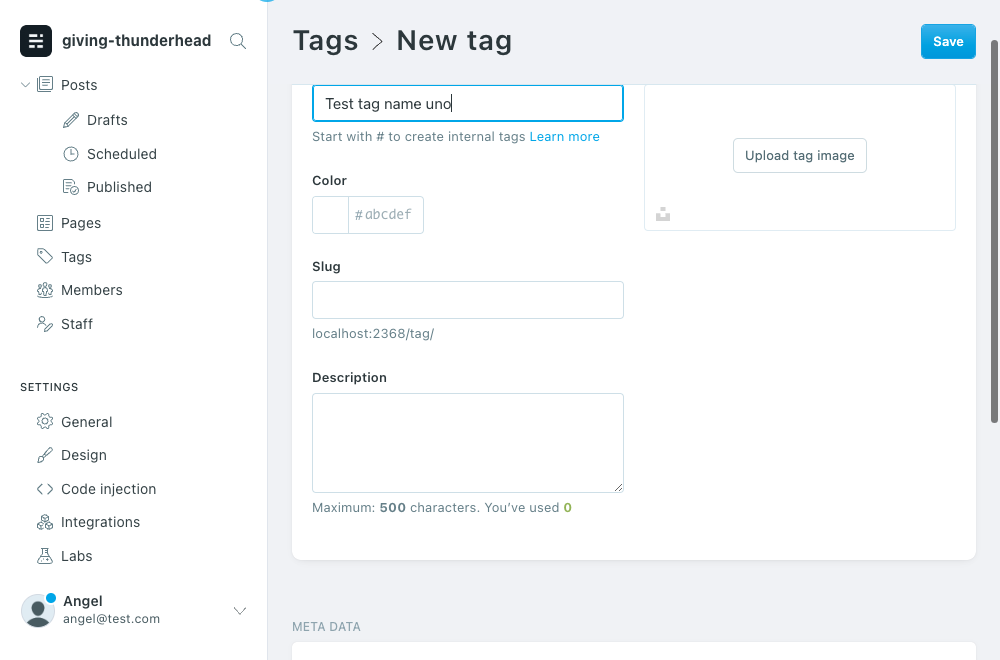 giving-thunderhead
Posts
Drafts
Scheduled
Published
Pages
Tags
Members
Staff
SETTINGS
General
Design
Code injection
Integrations
Labs
Angel
angel@test.com
Tags > New tag
Save
Test tag name uno
Start with # to create internal tags Learn more
Upload tag image
Color
#abcdef
Slug
localhost:2368/tag/
Description
Maximum: 500 characters. You’ve used 0
META DATA